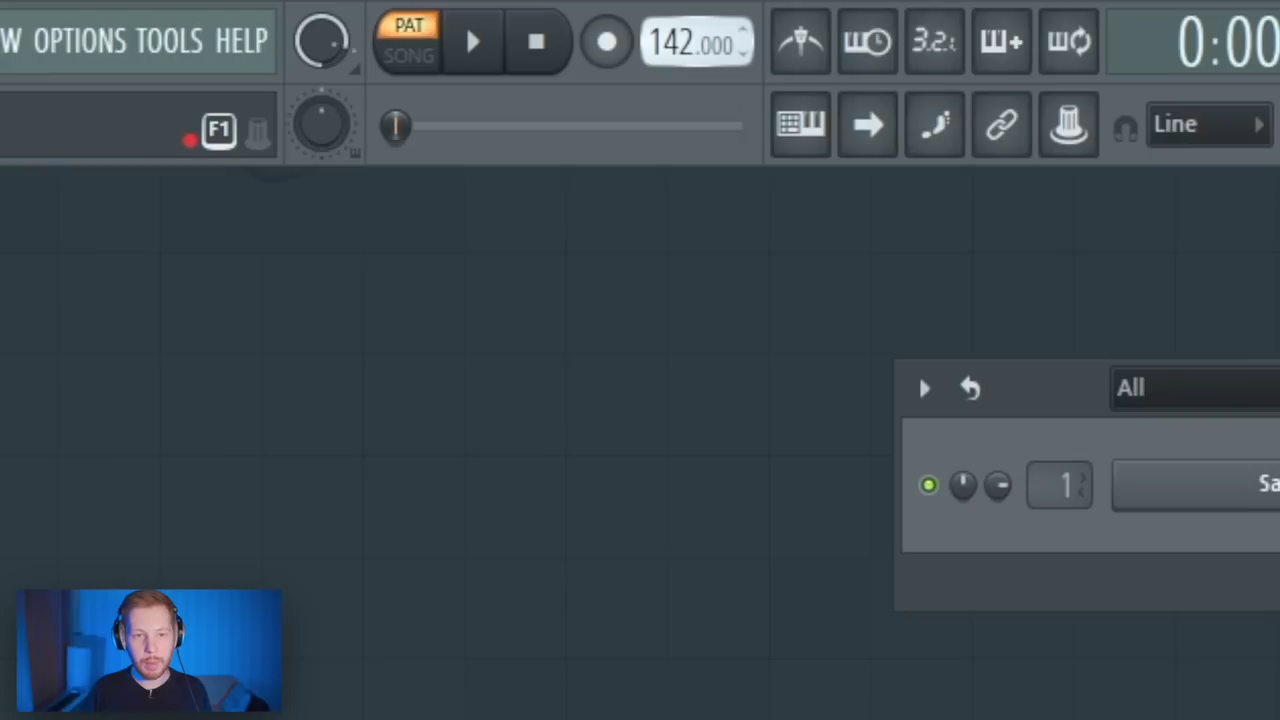 W OPTIONS TOOLS HELP
PAT
SONG
142.000
3.2.
0:00
F1
Line
All
1
Sa